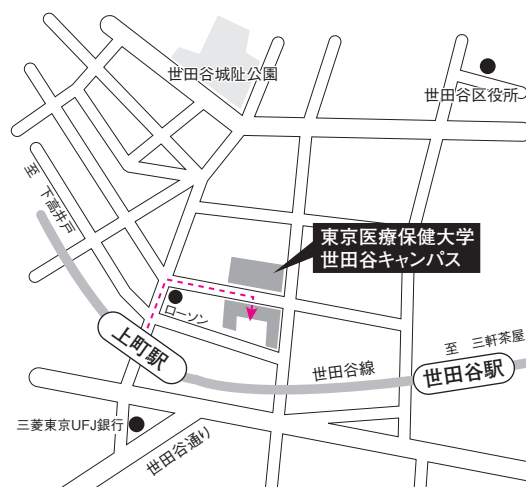 世田谷城趾公園
世田谷区役所
至 下高井戸
東京医療保健大学
世田谷キャンパス
ローソン
上町駅
至 三軒茶屋
世田谷線
世田谷駅
三菱東京UFJ銀行
世田谷通り